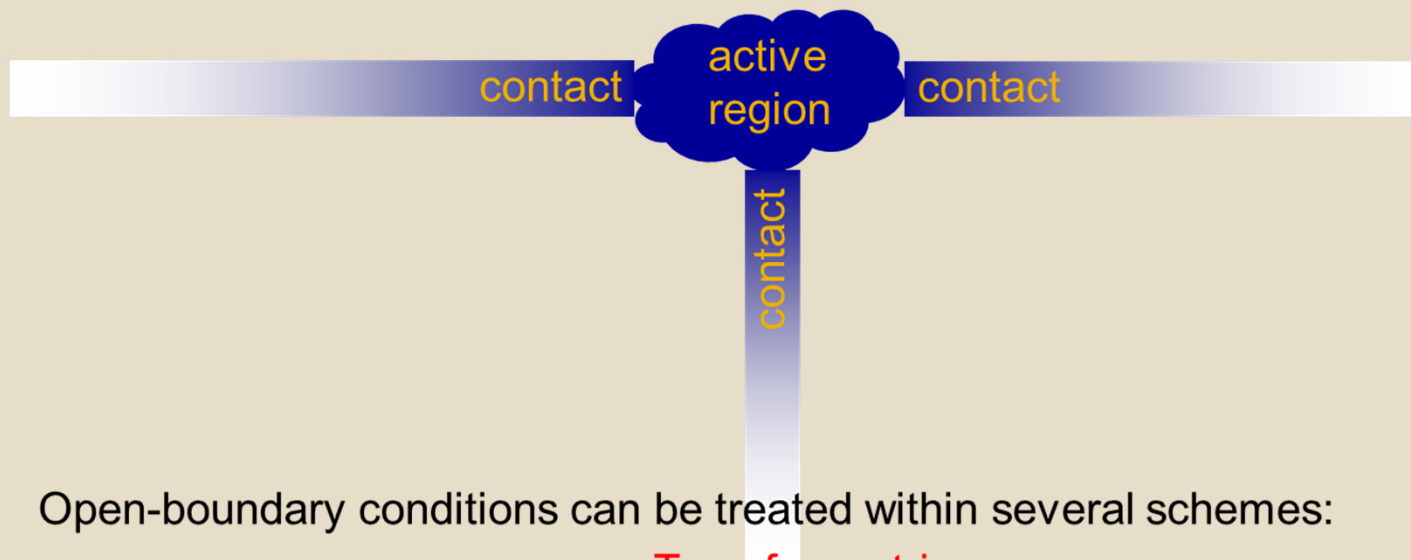 active
region
contact
contact
contact
Open-boundary conditions can be treated within several schemes: